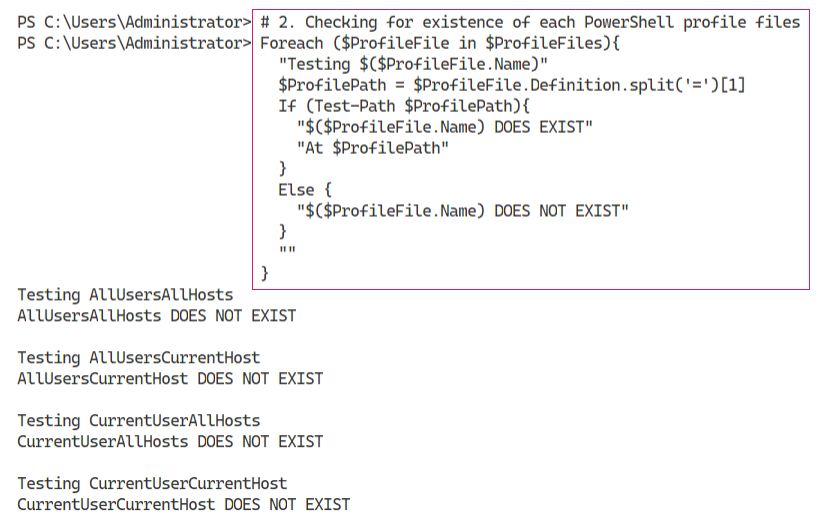 PS C:\Users\Administrator> # 2. Checking for existence of each PowerShell profile files
PS C:\Users\Administrator> Foreach ($ProfileFile in $ProfileFiles){
"Testing $($ProfileFile.Name)"
$ProfilePath = $ProfileFile.Definition.split('=')[1]
If (Test-Path $ProfilePath){
"$($ProfileFile.Name) DOES EXIST"
"At $ProfilePath"
}
Else {
"$($ProfileFile.Name) DOES NOT EXIST"
}
""
}
Testing AllUsersAllHosts
AllUsersAllHosts DOES NOT EXIST
Testing AllUsersCurrentHost
AllUsersCurrentHost DOES NOT EXIST
Testing CurrentUserAllHosts
CurrentUserAllHosts DOES NOT EXIST
Testing CurrentUserCurrentHost
CurrentUserCurrentHost DOES NOT EXIST